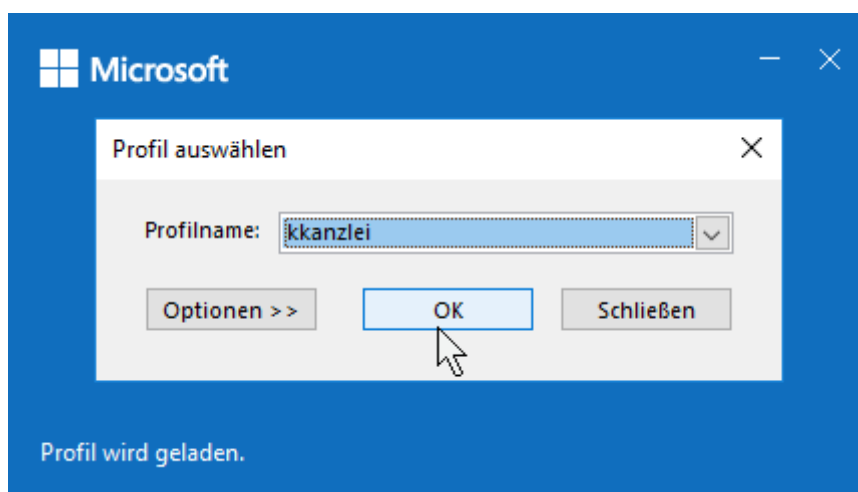 Microsoft
Profil auswählen
Profilname: kkanzlei
Optionen >> OK Schließen
Profil wird geladen.